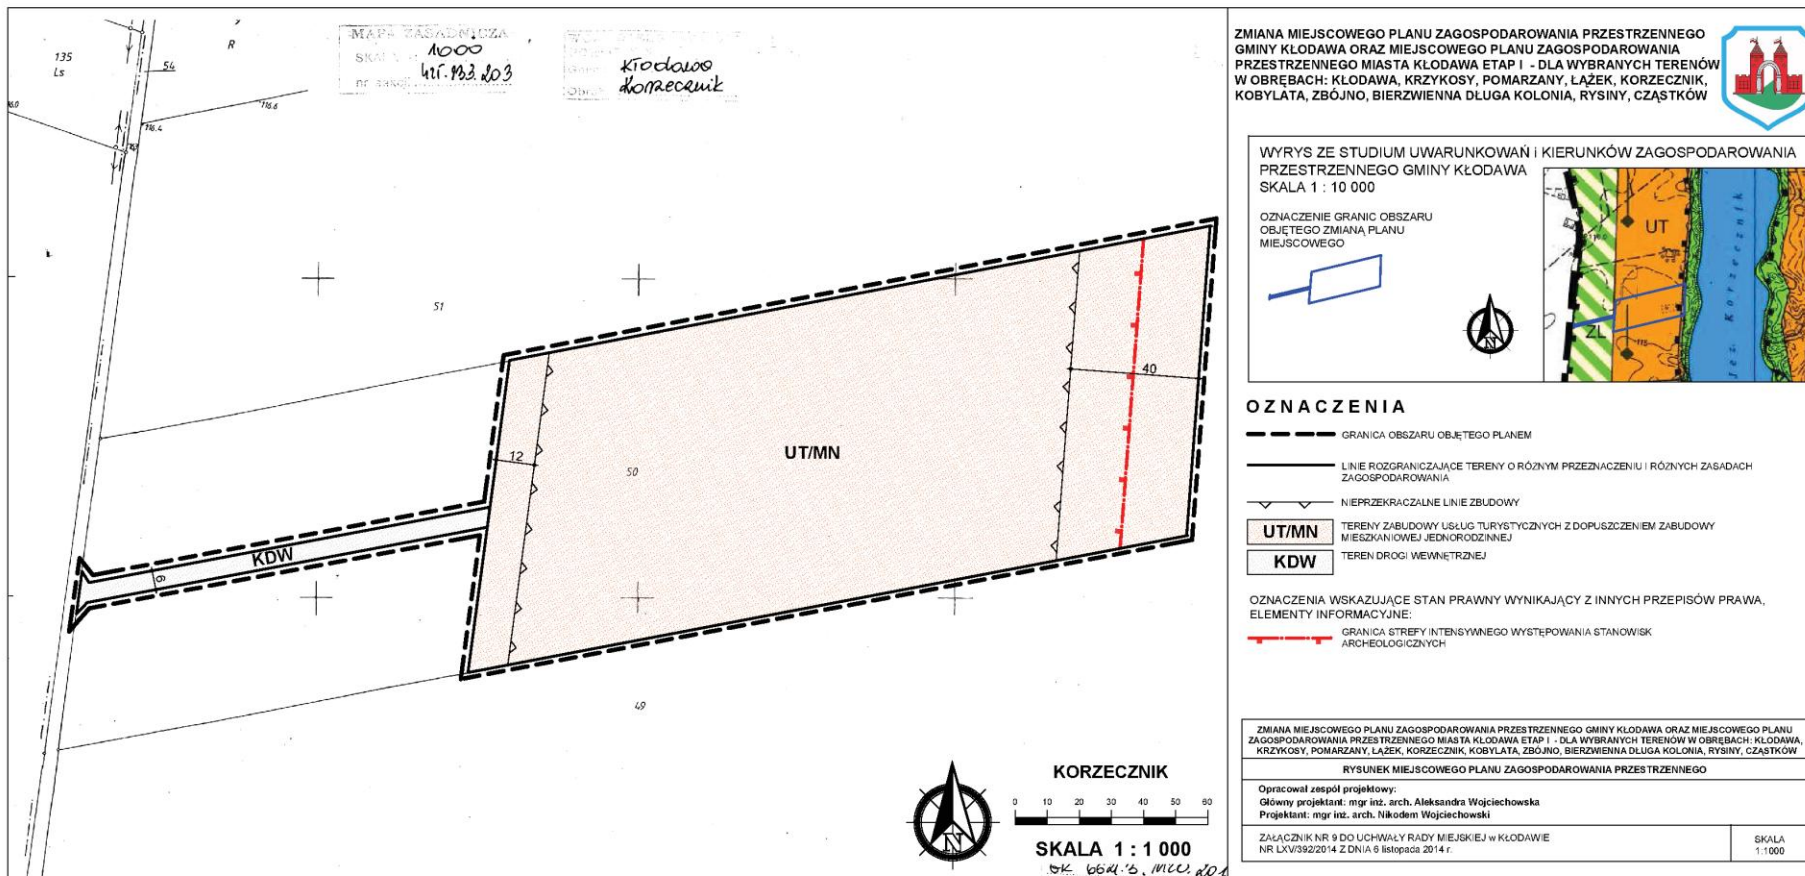 MAPA ZASADNICZA
1000
Kłodawa
Korzecznik
135
Ls
R
54
116.4
116.6
51
UT/MN
40
12
50
KDW
6
49
KORZECZNIK
0 10 20 30 40 50 60
SKALA 1 : 1 000
N
ZMIANA MIEJSCOWEGO PLANU ZAGOSPODAROWANIA PRZESTRZENNEGO
GMINY KŁODAWA ORAZ MIEJSCOWEGO PLANU ZAGOSPODAROWANIA
PRZESTRZENNEGO MIASTA KŁODAWA ETAP I - DLA WYBRANYCH TERENÓW
W OBRĘBACH: KŁODAWA, KRZYKOSY, POMARZANY, ŁĄŻEK, KORZECZNIK,
KOBYLATA, ZBÓJNO, BIERZWIENNA DŁUGA KOLONIA, RYSINY, CZĄSTKÓW
WYRYS ZE STUDIUM UWARUNKOWAŃ I KIERUNKÓW ZAGOSPODAROWANIA
PRZESTRZENNEGO GMINY KŁODAWA
SKALA 1 : 10 000
OZNACZENIE GRANIC OBSZARU
OBJĘTEGO ZMIANĄ PLANU
MIEJSCOWEGO
N
UT
ZL
Jez. Korzecznik
OZNACZENIA
GRANICA OBSZARU OBJĘTEGO PLANEM
LINIE ROZGRANICZAJĄCE TERENY O RÓŻNYM PRZEZNACZENIU I RÓŻNYCH ZASADACH
ZAGOSPODAROWANIA
NIEPRZEKRACZALNE LINIE ZBUDOWY
UT/MN TERENY ZABUDOWY USŁUG TURYSTYCZNYCH Z DOPUSZCZENIEM ZABUDOWY
MIESZKANIOWEJ JEDNORODZINNEJ
KDW TEREN DROGI WEWNĘTRZNEJ
OZNACZENIA WSKAZUJĄCE STAN PRAWNY WYNIKAJĄCY Z INNYCH PRZEPISÓW PRAWA,
ELEMENTY INFORMACYJNE:
GRANICA STREFY INTENSYWNEGO WYSTĘPOWANIA STANOWISK
ARCHEOLOGICZNYCH
ZMIANA MIEJSCOWEGO PLANU ZAGOSPODAROWANIA PRZESTRZENNEGO GMINY KŁODAWA ORAZ MIEJSCOWEGO PLANU
ZAGOSPODAROWANIA PRZESTRZENNEGO MIASTA KŁODAWA ETAP I - DLA WYBRANYCH TERENÓW W OBRĘBACH: KŁODAWA,
KRZYKOSY, POMARZANY, ŁĄŻEK, KORZECZNIK, KOBYLATA, ZBÓJNO, BIERZWIENNA DŁUGA KOLONIA, RYSINY, CZĄSTKÓW
RYSUNEK MIEJSCOWEGO PLANU ZAGOSPODAROWANIA PRZESTRZENNEGO
Opracował zespół projektowy:
Główny projektant: mgr inż. arch. Aleksandra Wojciechowska
Projektant: mgr inż. arch. Nikodem Wojciechowski
ZAŁĄCZNIK NR 9 DO UCHWAŁY RADY MIEJSKIEJ w KŁODAWIE
NR LXV/392/2014 Z DNIA 6 listopada 2014 r.
SKALA
1:1000